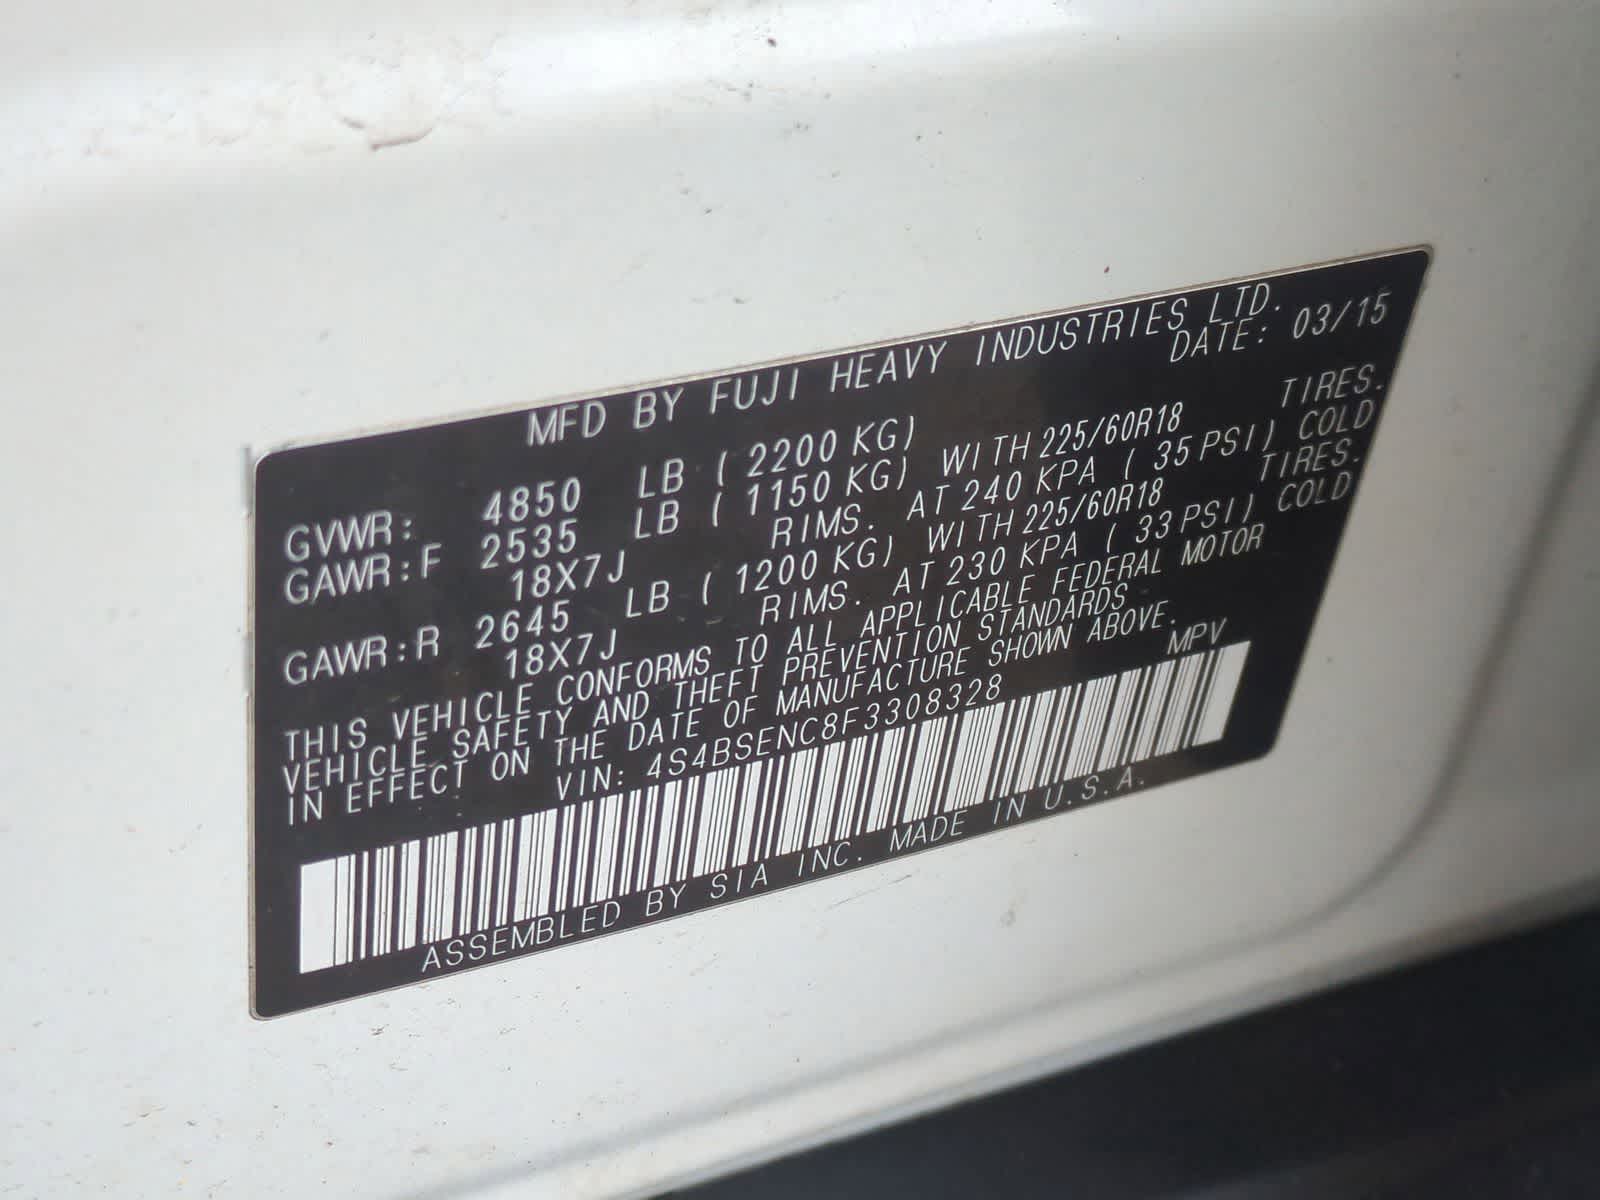 MFD BY FUJI HEAVY INDUSTRIES LTD.
DATE: 03/15
GVWR: 4850 LB (2200 KG)
GAWR:F 2535 LB (1150 KG) WITH 225/60R18 TIRES.
18X7J RIMS. AT 240 KPA (35 PSI) COLD
GAWR:R 2645 LB (1200 KG) WITH 225/60R18 TIRES.
18X7J RIMS. AT 230 KPA (33 PSI) COLD
THIS VEHICLE CONFORMS TO ALL APPLICABLE FEDERAL MOTOR
VEHICLE SAFETY AND THEFT PREVENTION STANDARDS
IN EFFECT ON THE DATE OF MANUFACTURE SHOWN ABOVE.
VIN: 4S4BSENC8F3308328 MPV
ASSEMBLED BY SIA INC. MADE IN U.S.A.